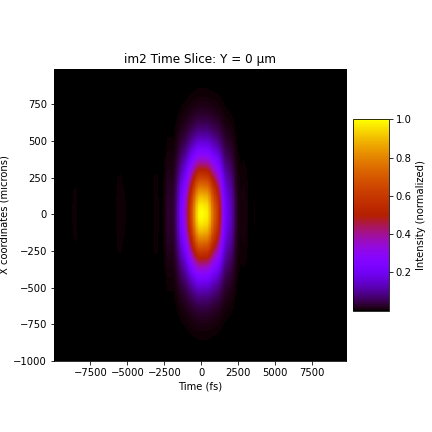 im2 Time Slice: Y = 0 μm
X coordinates (microns)
750
500
250
0
−250
−500
−750
−1000
−7500 −5000 −2500 0 2500 5000 7500
Time (fs)
1.0
0.8
0.6
0.4
0.2
Intensity (normalized)